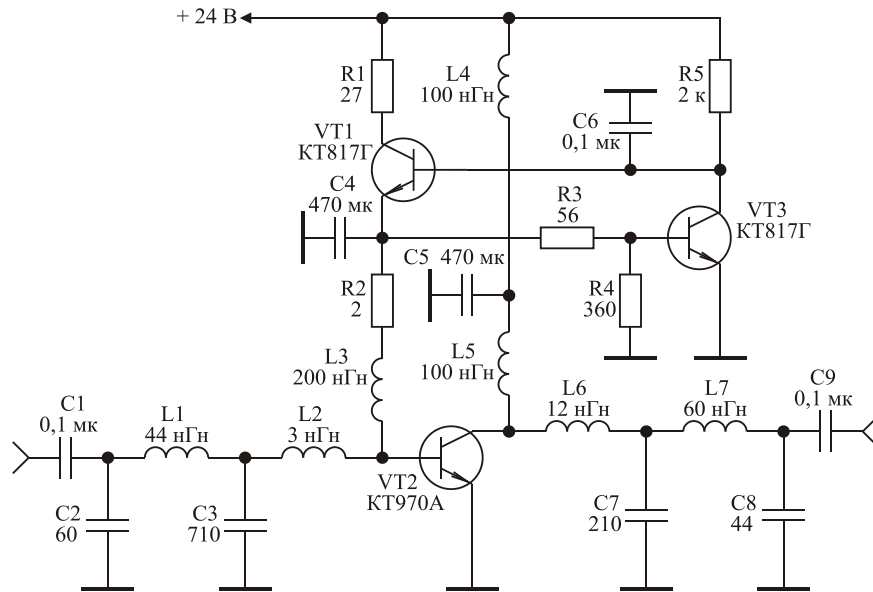 + 24 В
R1
27
L4
100 нГн
R5
2 к
VT1
КТ817Г
C6
0,1 мк
C4
470 мк
R3
56
VT3
КТ817Г
C5 470 мк
R2
2
R4
360
L3
200 нГн
L5
100 нГн
C1
0,1 мк
L1
44 нГн
L2
3 нГн
L6
12 нГн
L7
60 нГн
C9
0,1 мк
VT2
КТ970А
C2
60
C3
710
C7
210
C8
44